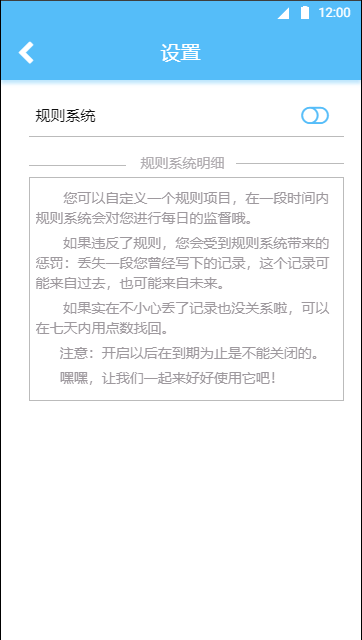 12:00
设置
规则系统
规则系统明细
您可以自定义一个规则项目，在一段时间内
规则系统会对您进行每日的监督哦。
如果违反了规则，您会受到规则系统带来的
惩罚：丢失一段您曾经写下的记录，这个记录可
能来自过去，也可能来自未来。
如果实在不小心丢了记录也没关系啦，可以
在七天内用点数找回。
注意：开启以后在到期为止是不能关闭的。
嘿嘿，让我们一起来好好使用它吧！